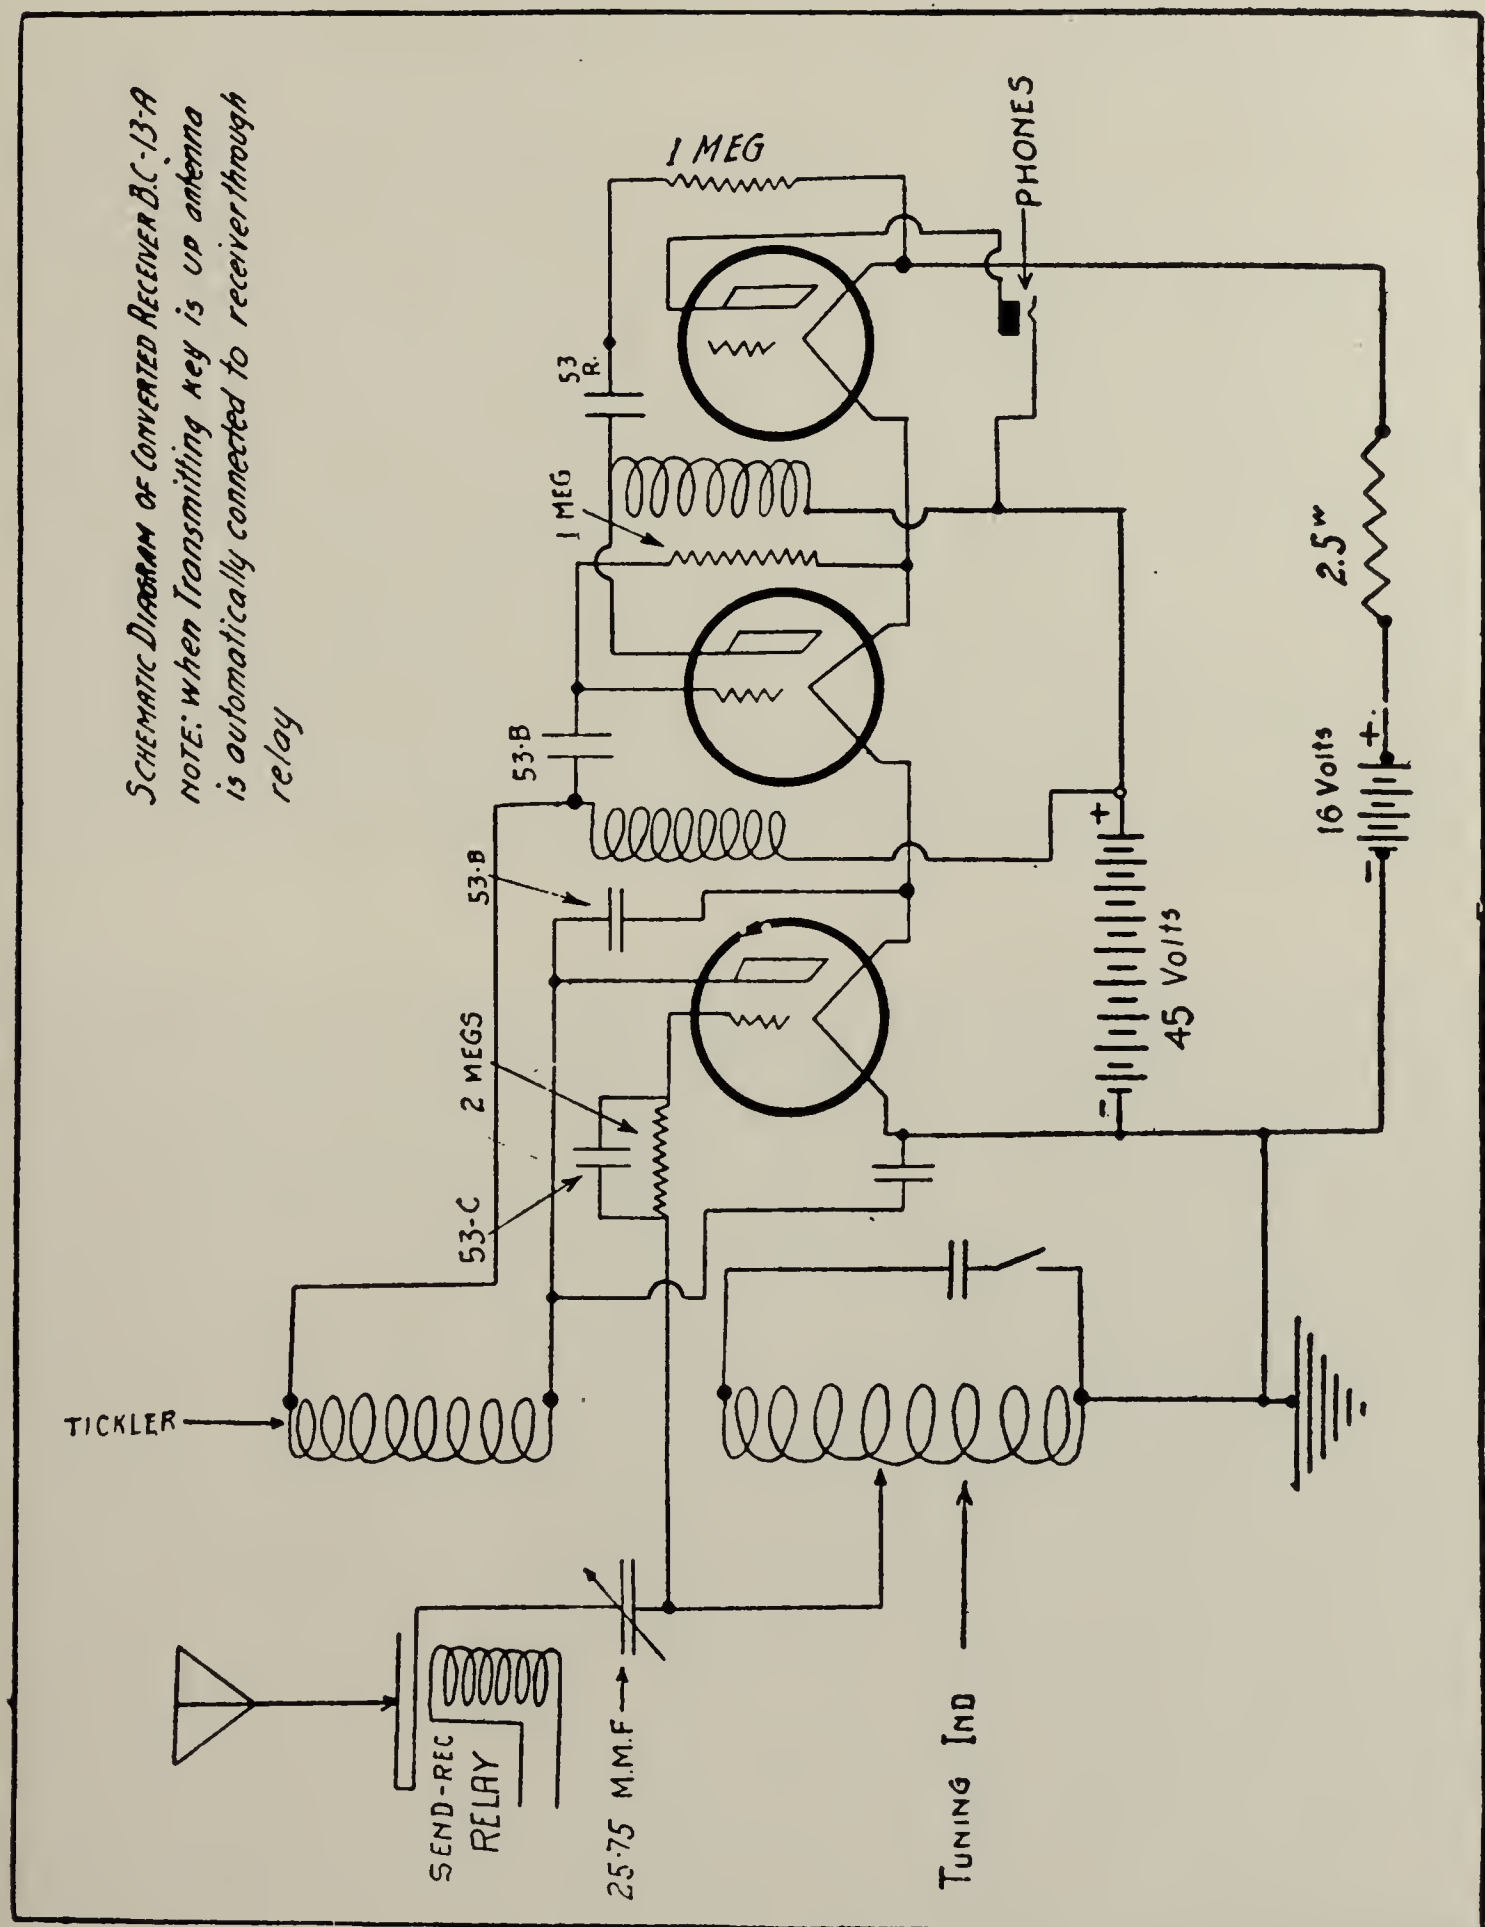 SCHEMATIC DIAGRAM OF CONVERTED RECEIVER B.C-13-A
NOTE: when Transmitting key is up antenna
is automatically connected to receiver through
relay
TICKLER
SEND-REC
RELAY
25-75 M.M.F
TUNING IND
53-C
2 MEGS
53-B
53-B
1 MEG
53
R.
1 MEG
PHONES
- +
45 Volts
- +
16 Volts
2.5w